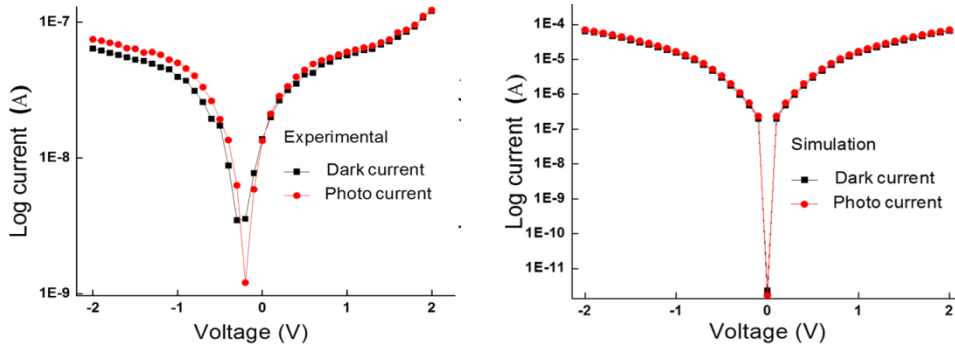 1E-7
1E-8
1E-9
Log current (A)
Experimental
Dark current
Photo current
-2 -1 0 1 2
Voltage (V)
1E-4
1E-5
1E-6
1E-7
1E-8
1E-9
1E-10
1E-11
Log current (A)
Simulation
Dark current
Photo current
-2 -1 0 1 2
Voltage (V)